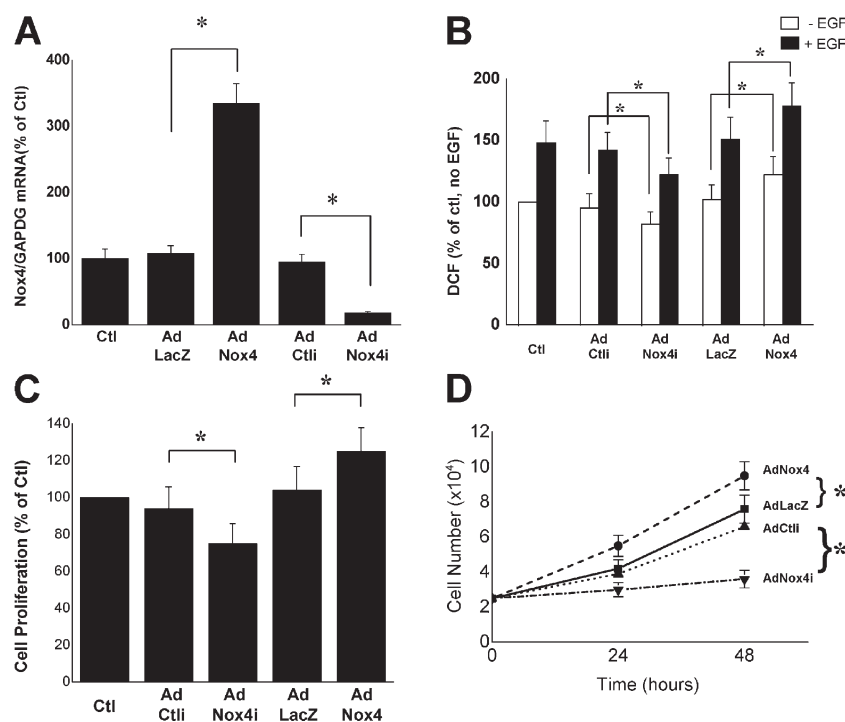 A
Nox4/GAPDG mRNA(% of Ctl)
400
300
200
100
0
*
*
Ctl
Ad
LacZ
Ad
Nox4
Ad
Ctli
Ad
Nox4i
B
- EGF
+ EGF
DCF (% of ctl, no EGF)
200
150
100
50
0
*
*
*
*
Ctl
Ad
Ctli
Ad
Nox4i
Ad
LacZ
Ad
Nox4
C
Cell Proliferation (% of Ctl)
140
120
100
80
60
40
20
0
*
*
Ctl
Ad
Ctli
Ad
Nox4i
Ad
LacZ
Ad
Nox4
D
Cell Number (x10⁴)
12
10
8
6
4
2
0
AdNox4
AdLacZ
AdCtli
AdNox4i
} *
} *
0
24
48
Time (hours)